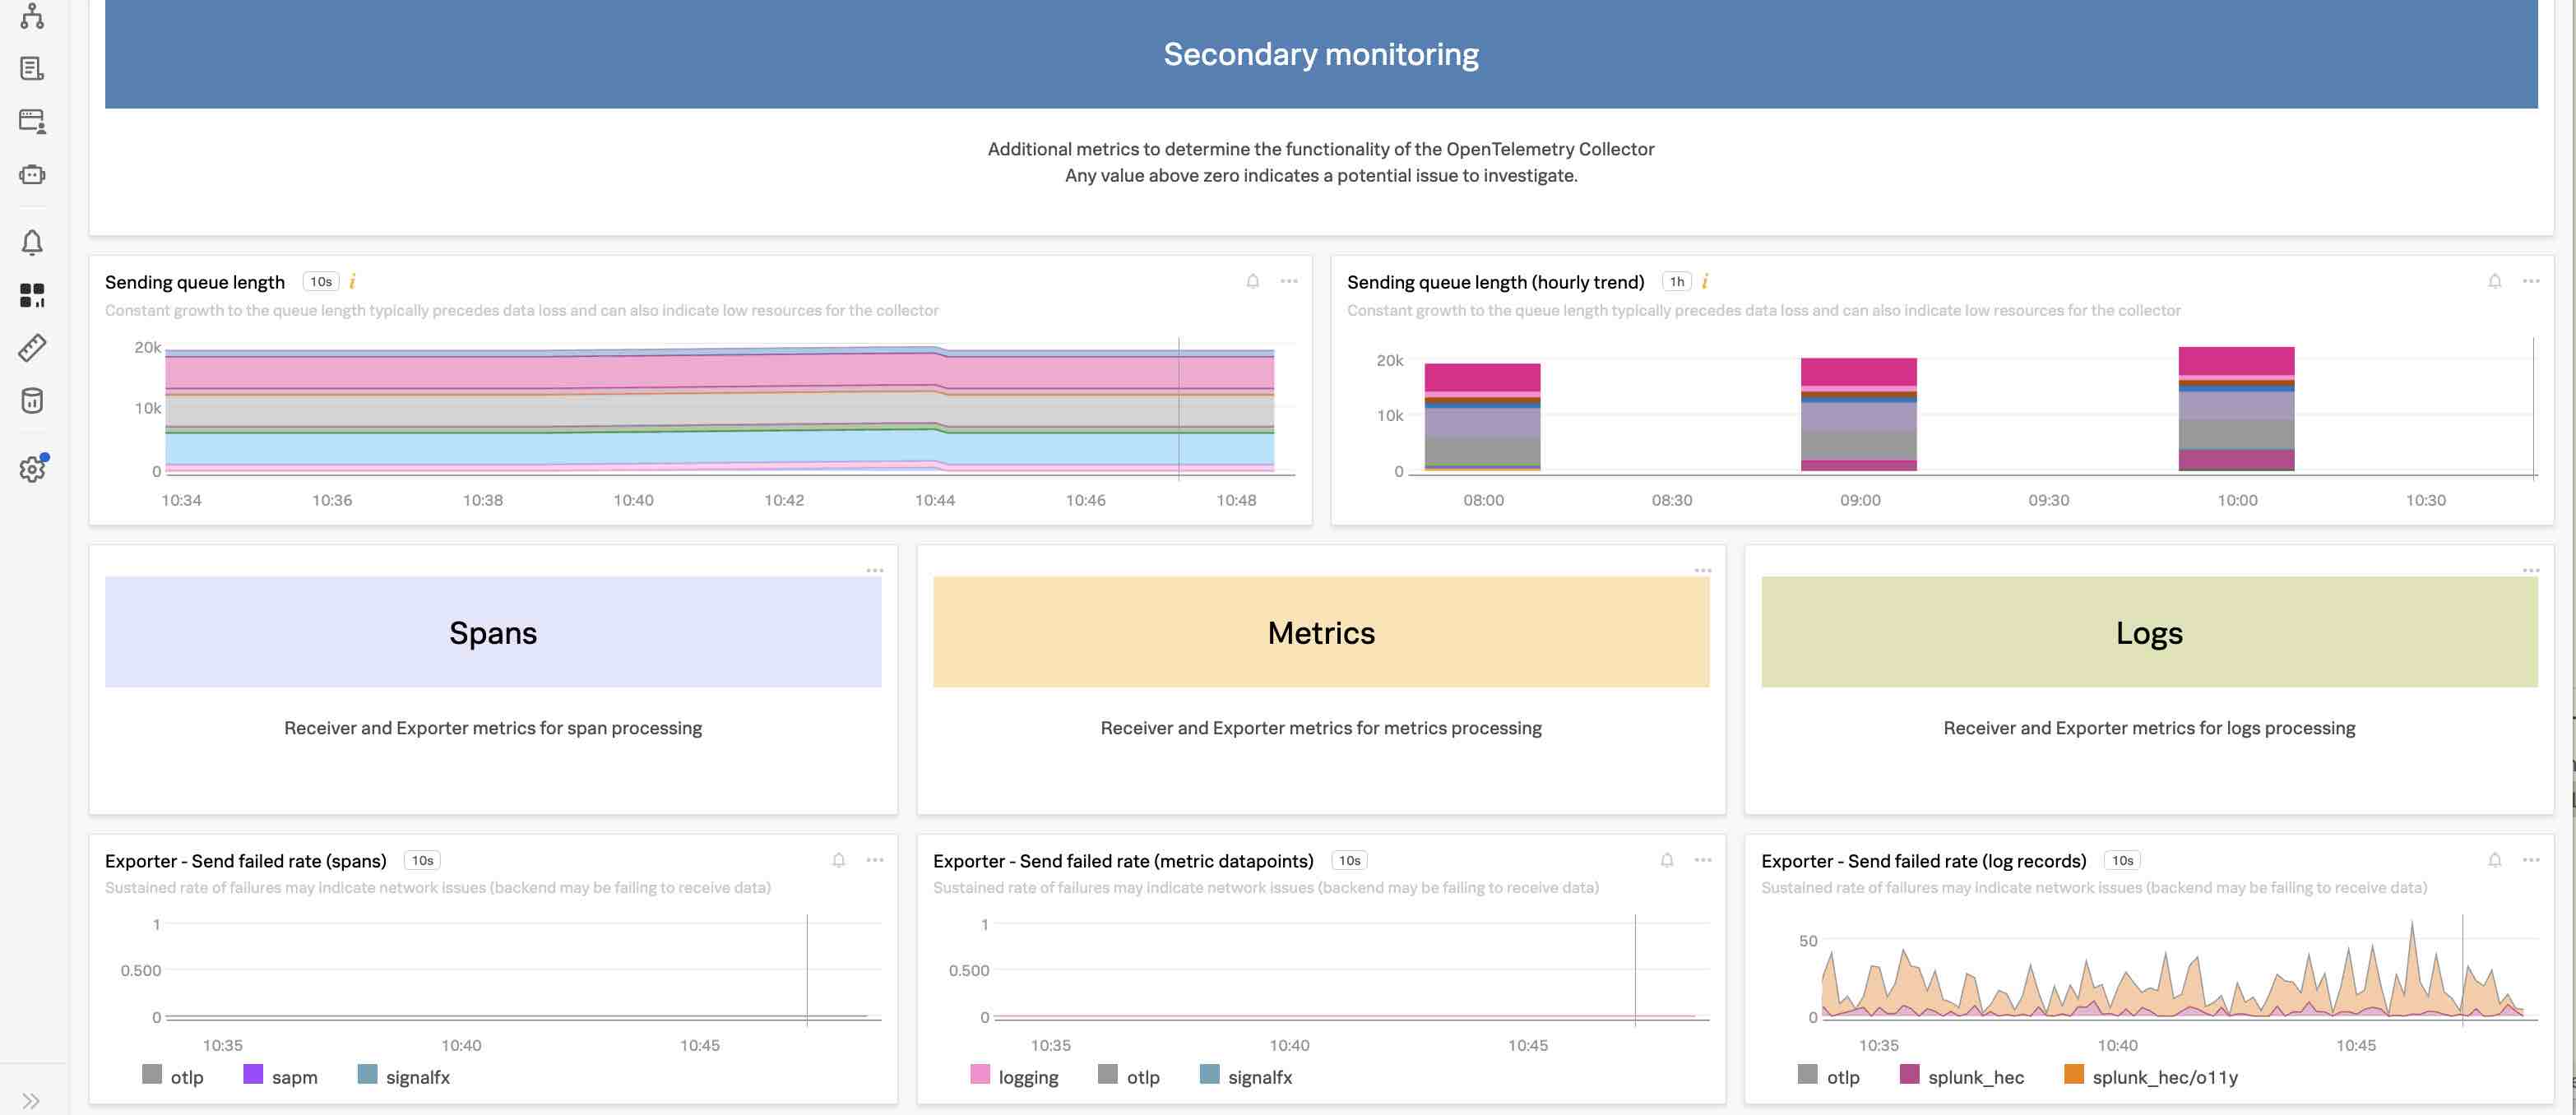 Secondary monitoring
Additional metrics to determine the functionality of the OpenTelemetry Collector
Any value above zero indicates a potential issue to investigate.
Sending queue length 10s i
Constant growth to the queue length typically precedes data loss and can also indicate low resources for the collector
20k
10k
0
10:34 10:36 10:38 10:40 10:42 10:44 10:46 10:48
Sending queue length (hourly trend) 1h i
Constant growth to the queue length typically precedes data loss and can also indicate low resources for the collector
20k
10k
0
08:00 08:30 09:00 09:30 10:00 10:30
Spans
Receiver and Exporter metrics for span processing
Metrics
Receiver and Exporter metrics for metrics processing
Logs
Receiver and Exporter metrics for logs processing
Exporter - Send failed rate (spans) 10s
Sustained rate of failures may indicate network issues (backend may be failing to receive data)
1
0.500
0
10:35 10:40 10:45
otlp sapm signalfx
Exporter - Send failed rate (metric datapoints) 10s
Sustained rate of failures may indicate network issues (backend may be failing to receive data)
1
0.500
0
10:35 10:40 10:45
logging otlp signalfx
Exporter - Send failed rate (log records) 10s
Sustained rate of failures may indicate network issues (backend may be failing to receive data)
50
0
10:35 10:40 10:45
otlp splunk_hec splunk_hec/o11y